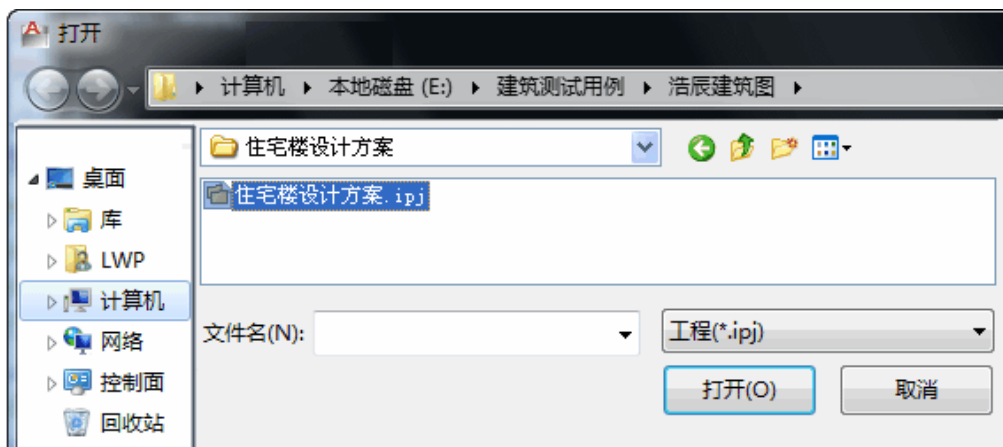 打开
计算机 本地磁盘 (E:) 建筑测试用例 浩辰建筑图
住宅楼设计方案
桌面
住宅楼设计方案.ipj
库
LWP
计算机
文件名(N): 工程(*.ipj)
网络
控制面
打开(O) 取消
回收站